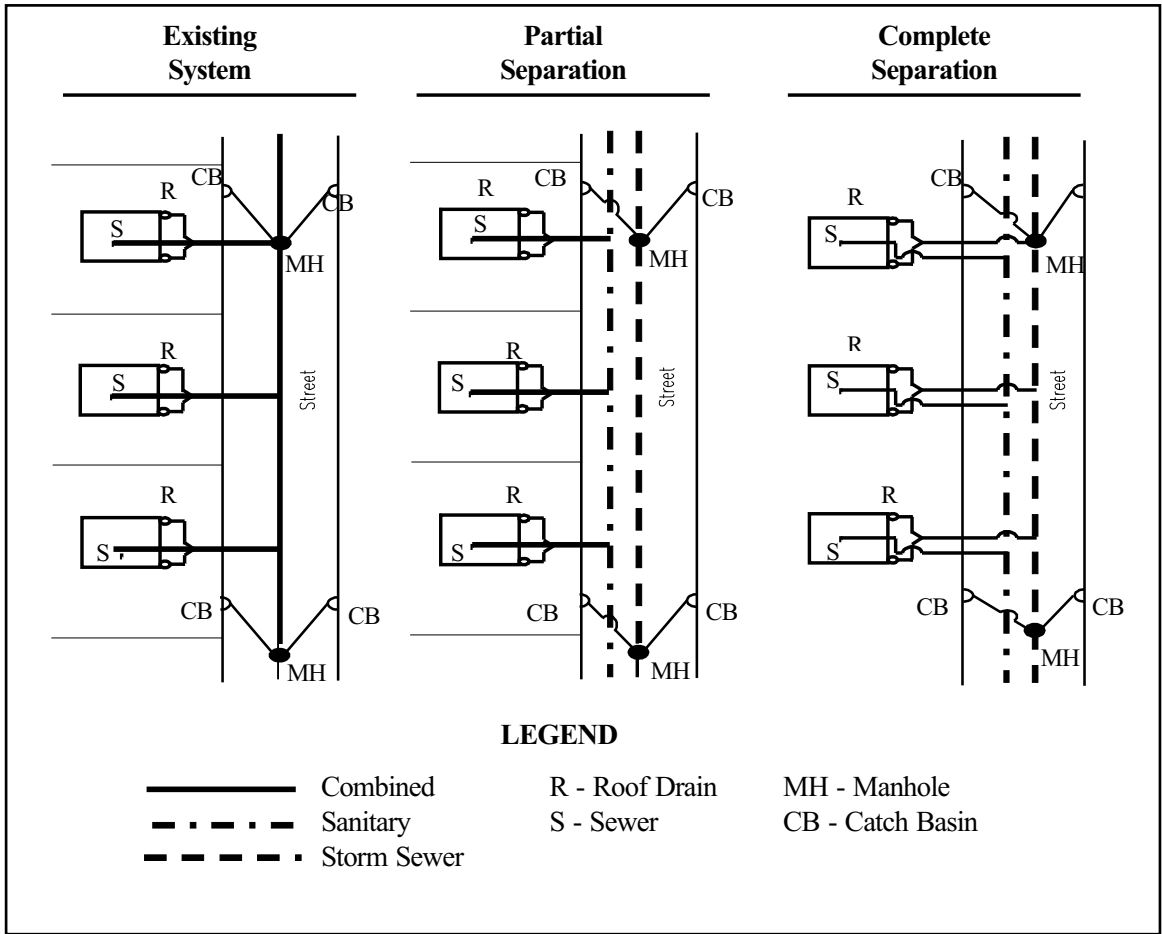 Existing
System
Partial
Separation
Complete
Separation
CB
R
CB
S
MH
R
S
Street
R
S
CB
CB
MH
R
CB
CB
S
MH
R
S
Street
R
S
CB
CB
MH
CB
R
CB
S
MH
R
S
Street
R
S
CB
CB
MH
LEGEND
Combined
Sanitary
Storm Sewer
R - Roof Drain
S - Sewer
MH - Manhole
CB - Catch Basin